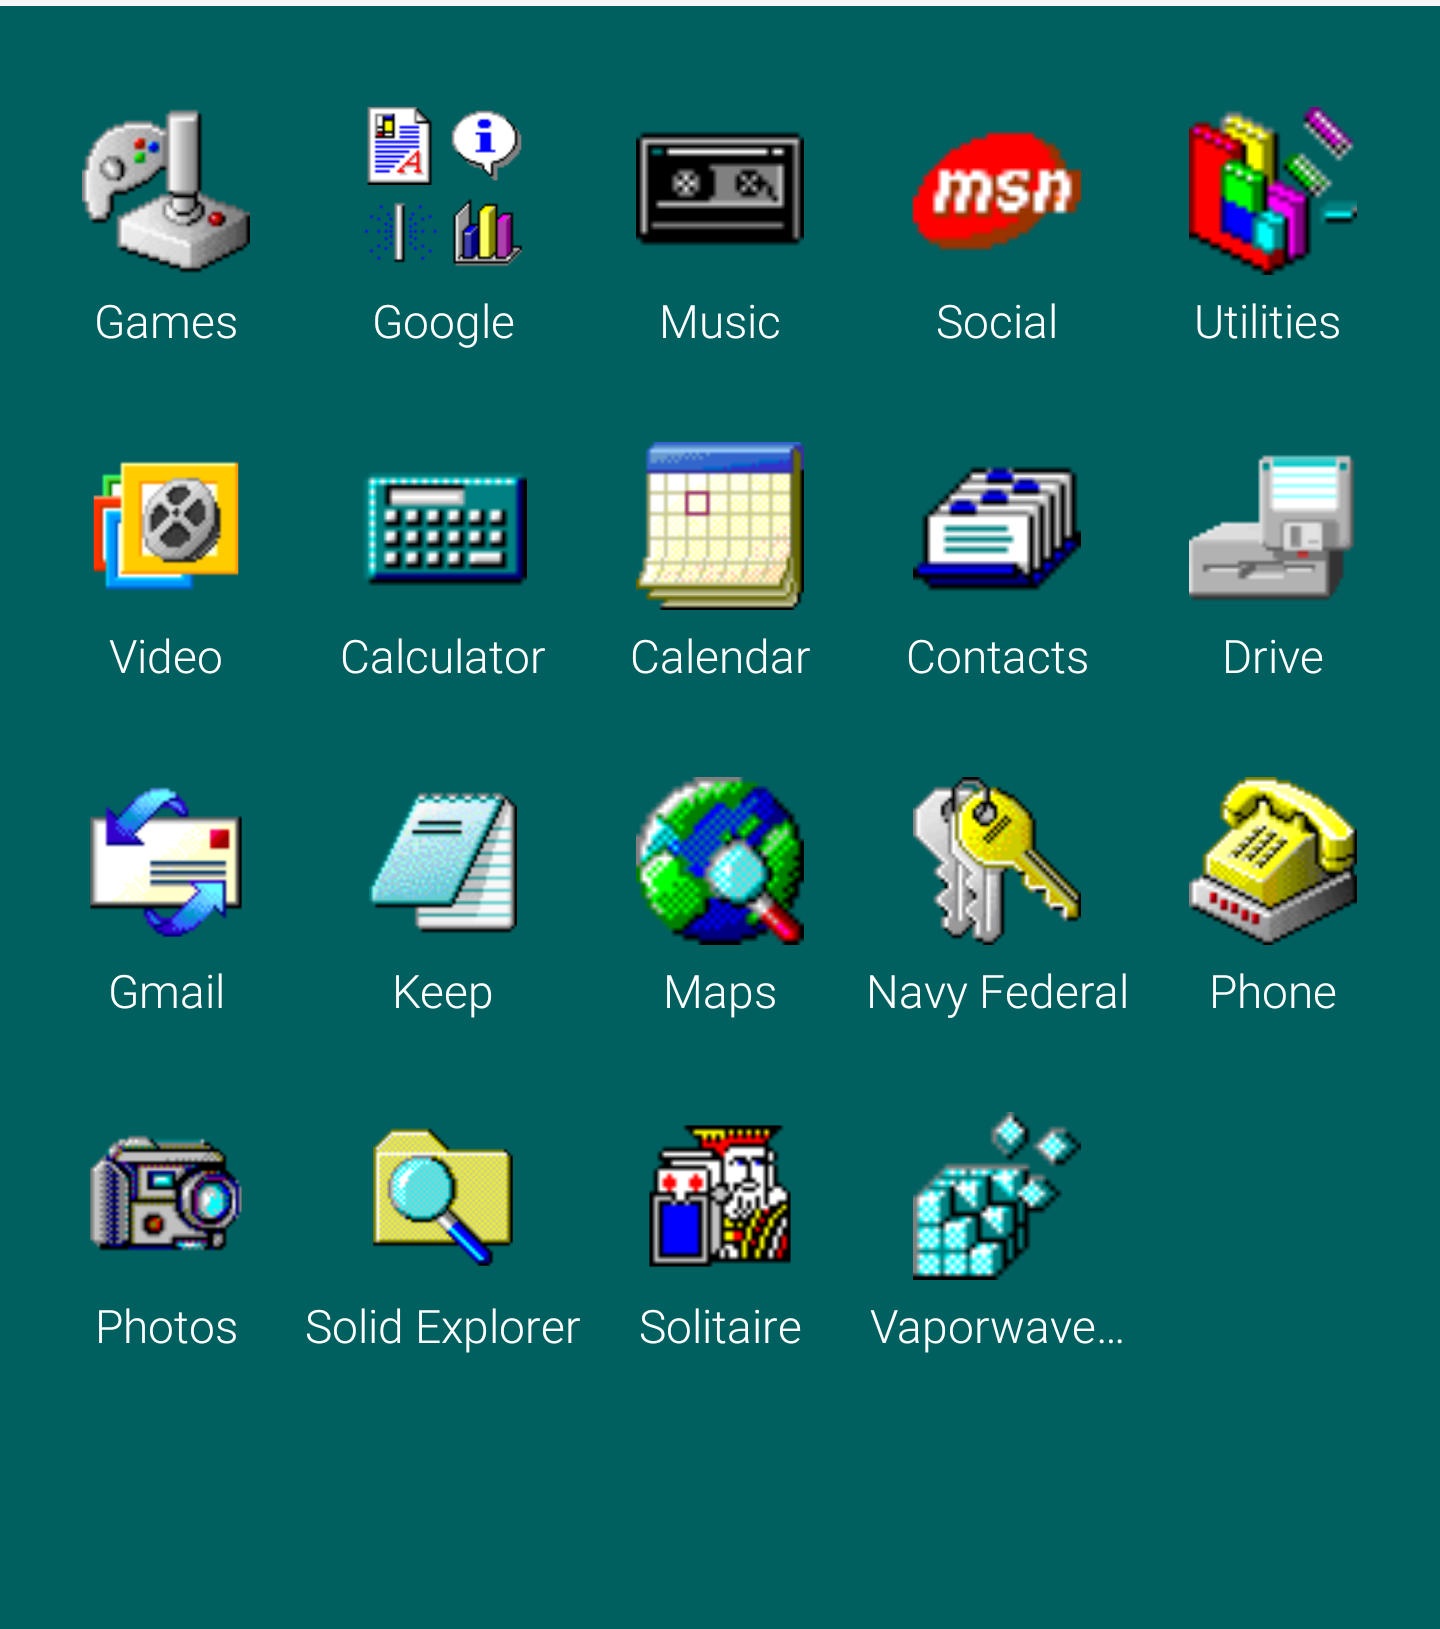 msn
Games Google Music Social Utilities
Video Calculator Calendar Contacts Drive
Gmail Keep Maps Navy Federal Phone
Photos Solid Explorer Solitaire Vaporwave...